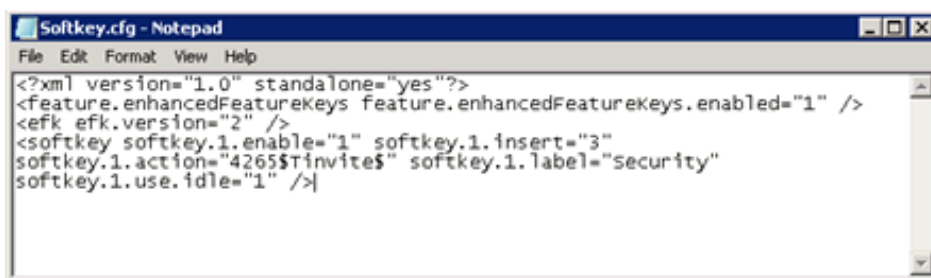 Softkey.cfg - Notepad
File Edit Format View Help
<?xml version="1.0" standalone="yes"?>
<feature.enhancedFeatureKeys feature.enhancedFeatureKeys.enabled="1" />
<efk efk.version="2" />
<softkey softkey.1.enable="1" softkey.1.insert="3"
softkey.1.action="4265$Tinvite$" softkey.1.label="Security"
softkey.1.use.idle="1" />